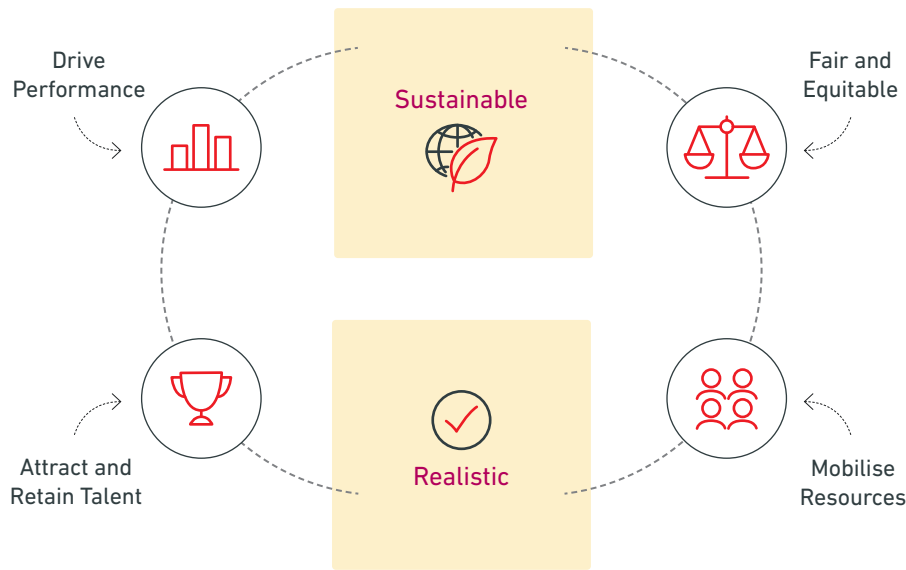 Drive
Performance
Sustainable
Fair and
Equitable
Attract and
Retain Talent
Realistic
Mobilise
Resources